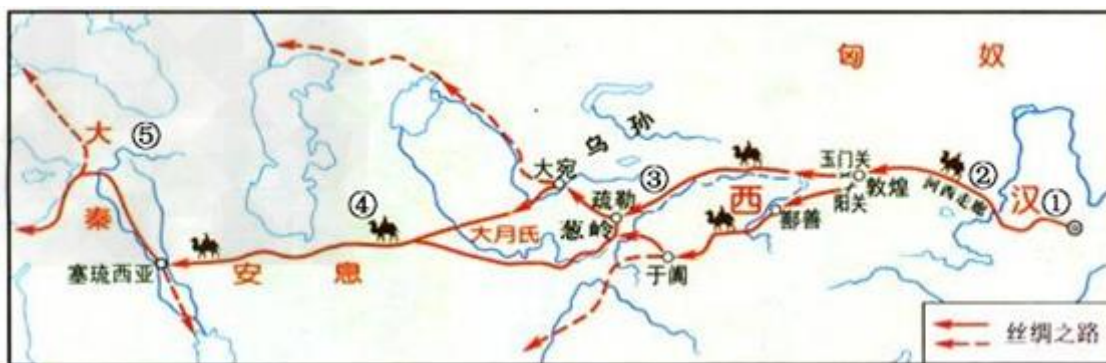 匈 奴
大
⑤
乌孙
大宛
玉门关
②
疏勒
③
敦煌
河西走廊
④
西
阳关
汉
①
秦
大月氏
葱岭
鄯善
塞琉西亚
安 息
于阗
丝绸之路